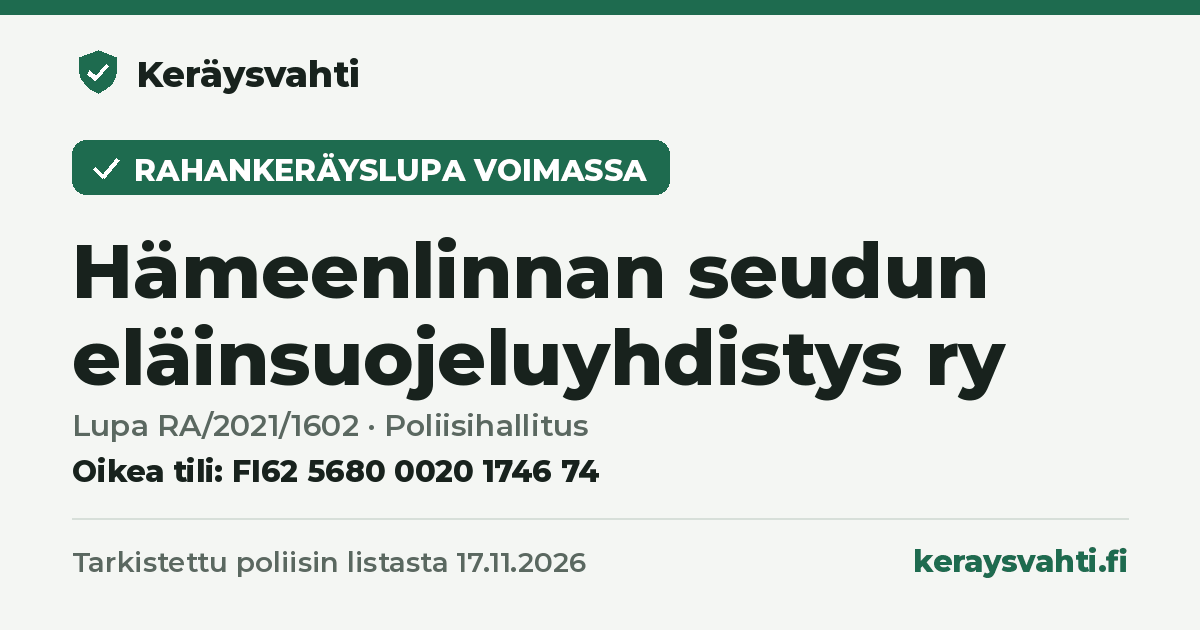 Keräysvahti
RAHANKERÄYSLUPA VOIMASSA
Hämeenlinnan seudun
eläinsuojeluyhdistys ry
Lupa RA/2021/1602 · Poliisihallitus
Oikea tili: FI62 5680 0020 1746 74
Tarkistettu poliisin listasta 17.11.2026
keraysvahti.fi